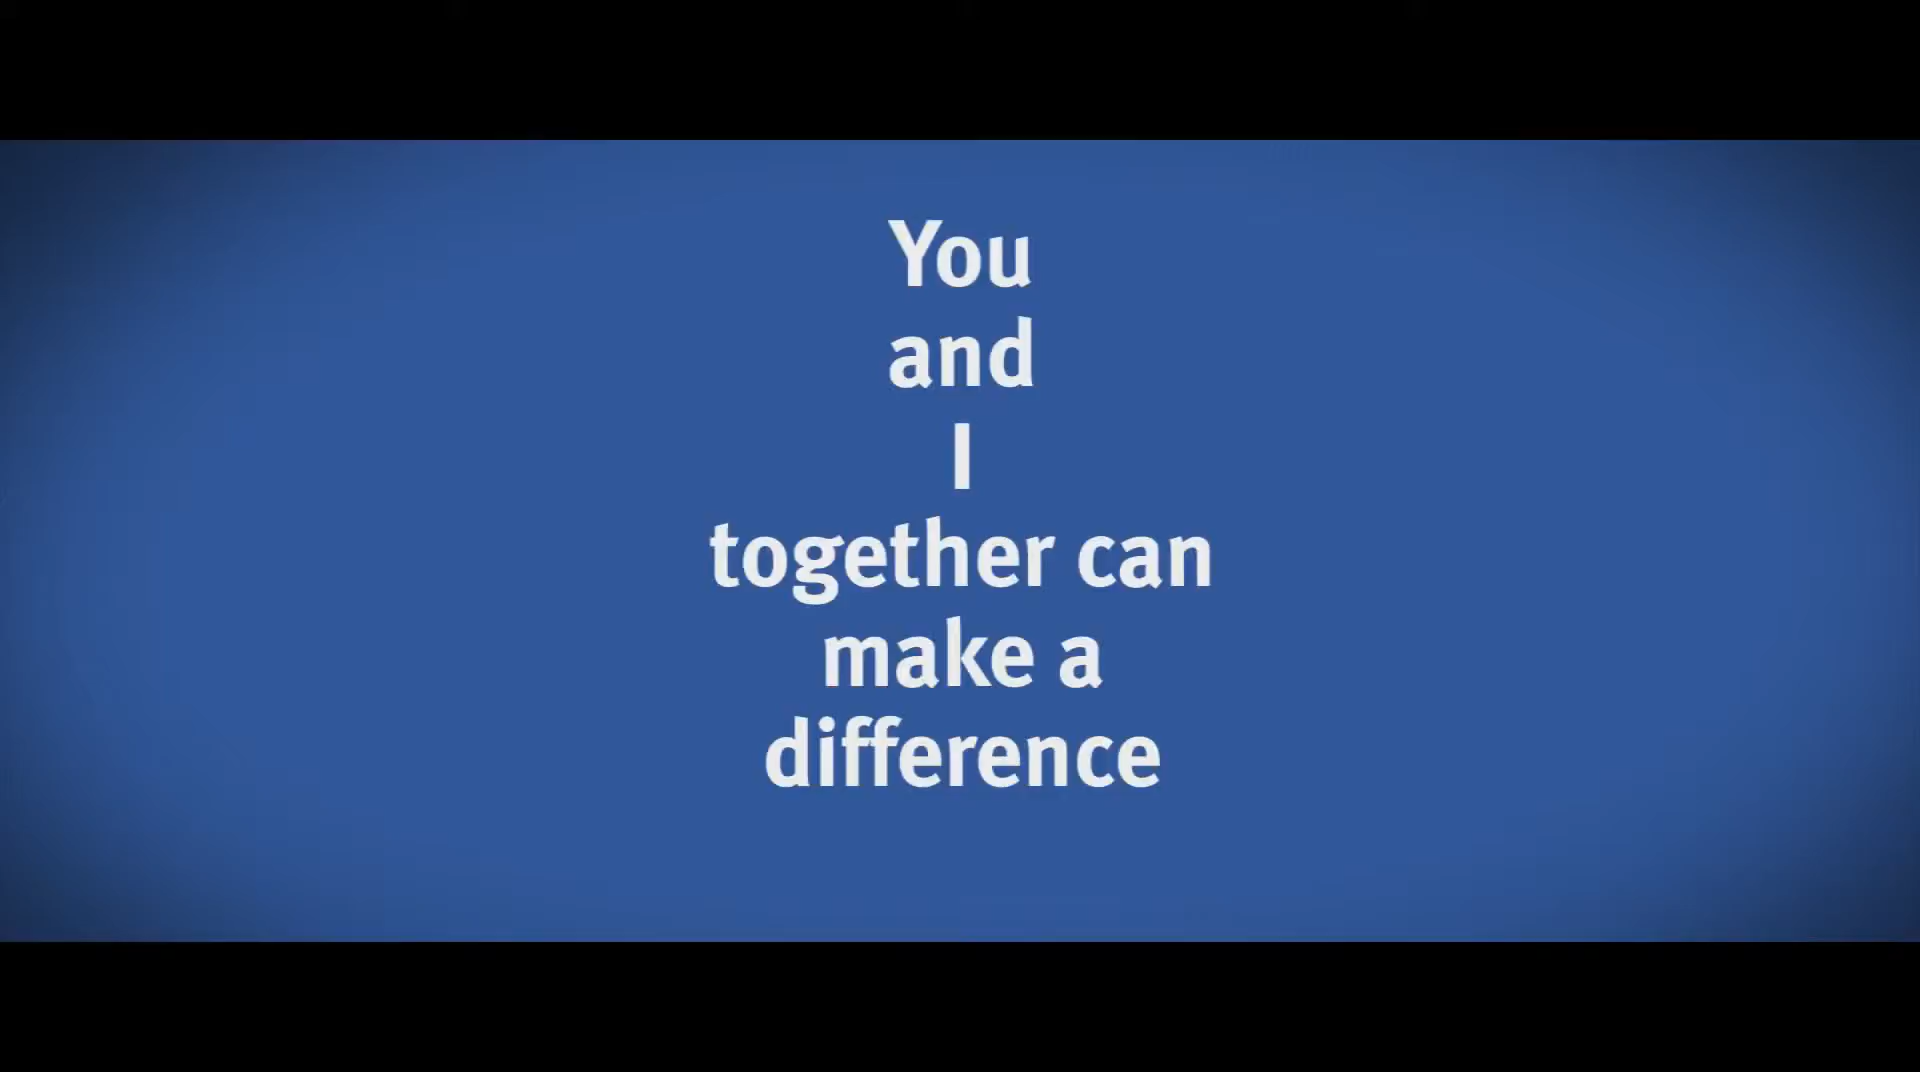 You
and
I
together can
make a
difference